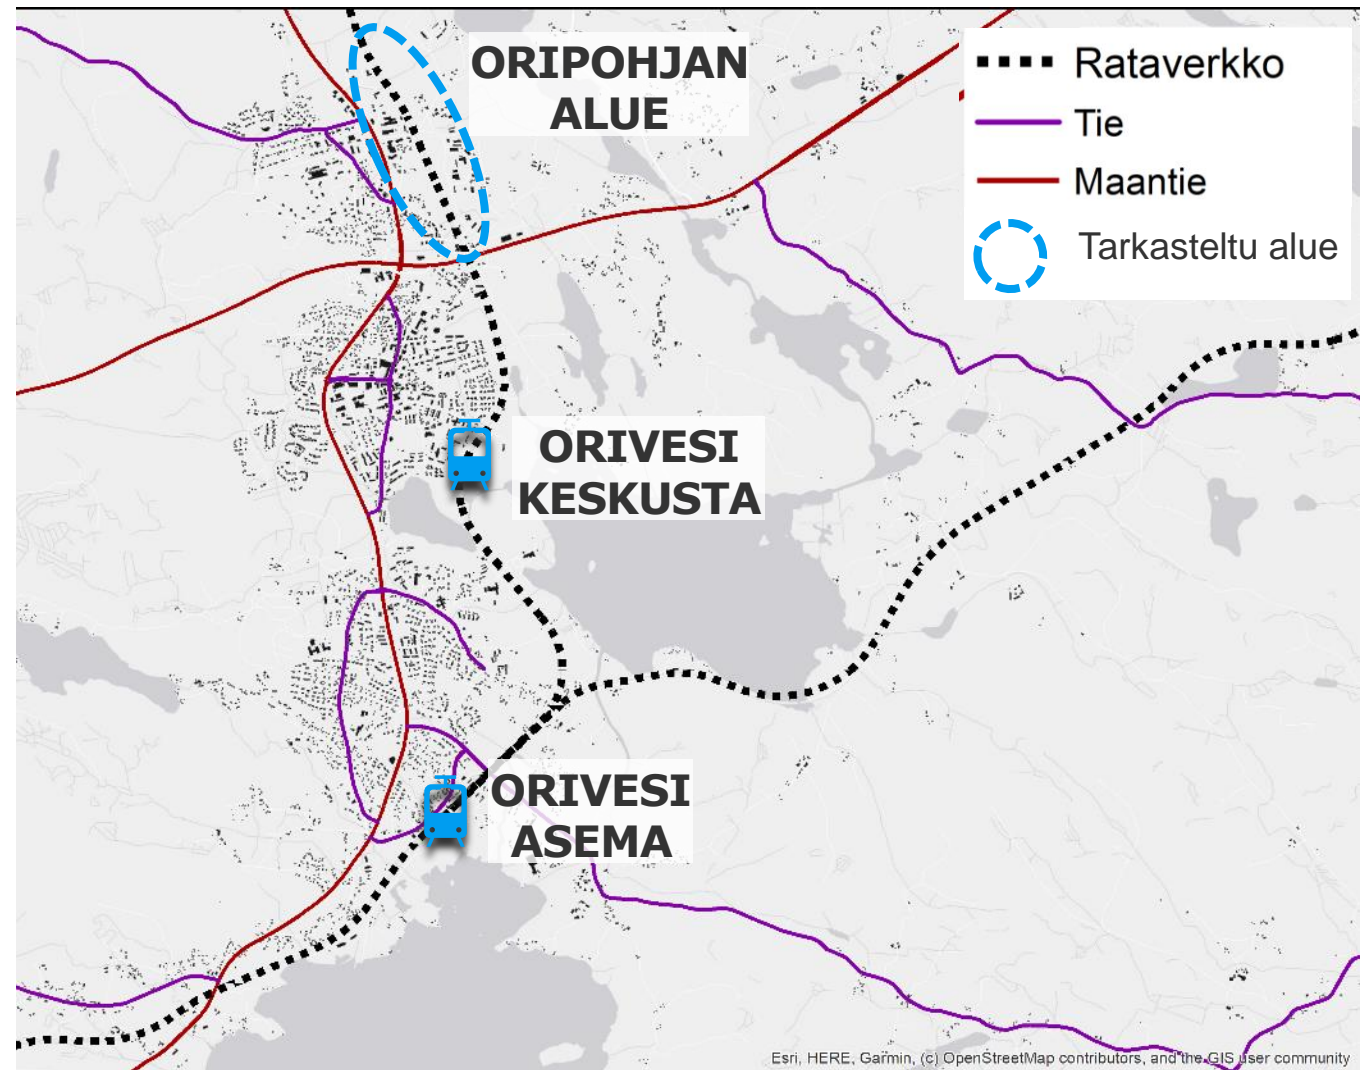 ORIPOHJAN
ALUE
Rataverkko
Tie
Maantie
Tarkasteltu alue
ORIVESI
KESKUSTA
ORIVESI
ASEMA
Esri, HERE, Garmin, (c) OpenStreetMap contributors, and the GIS user community